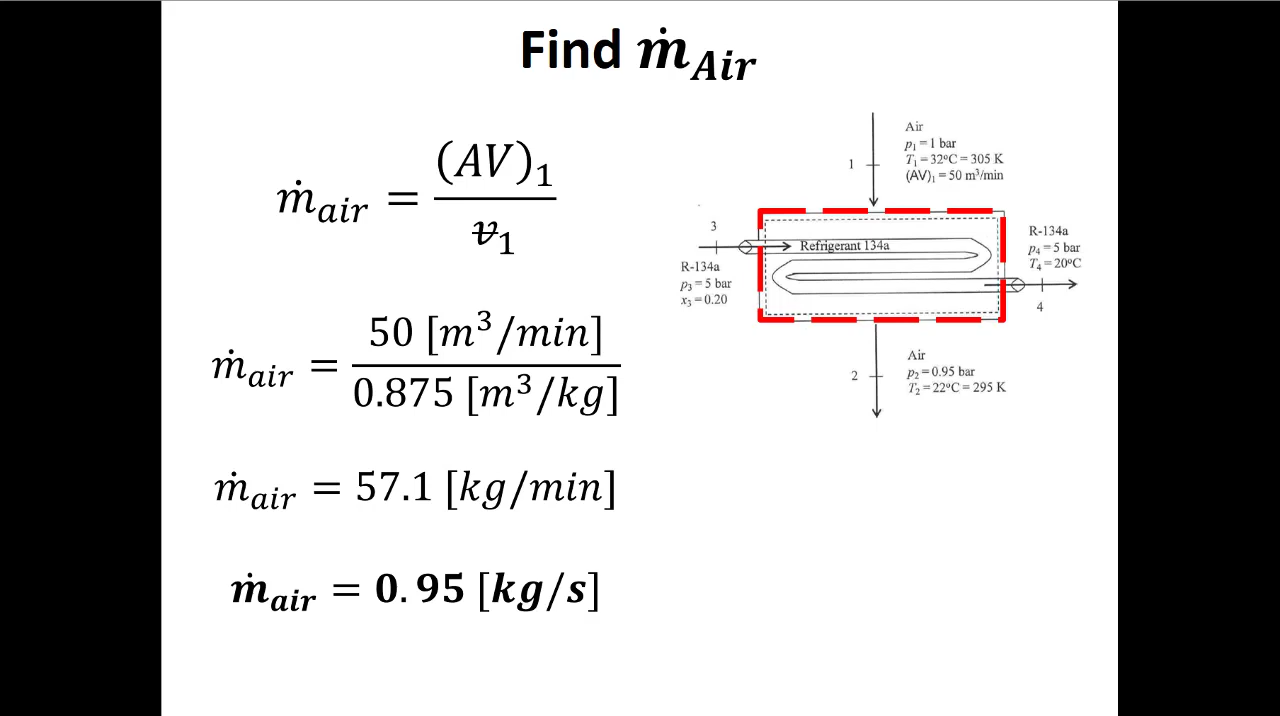 Find ṁ_Air
ṁ_air = (AV)₁ / v̶₁
ṁ_air = 50 [m³/min] / 0.875 [m³/kg]
ṁ_air = 57.1 [kg/min]
ṁ_air = 0.95 [kg/s]
Air
p₁ = 1 bar
T₁ = 32°C = 305 K
(AV)₁ = 50 m³/min
1
3
Refrigerant 134a
R-134a
p₃ = 5 bar
x₃ = 0.20
R-134a
p₄ = 5 bar
T₄ = 20°C
4
2
Air
p₂ = 0.95 bar
T₂ = 22°C = 295 K